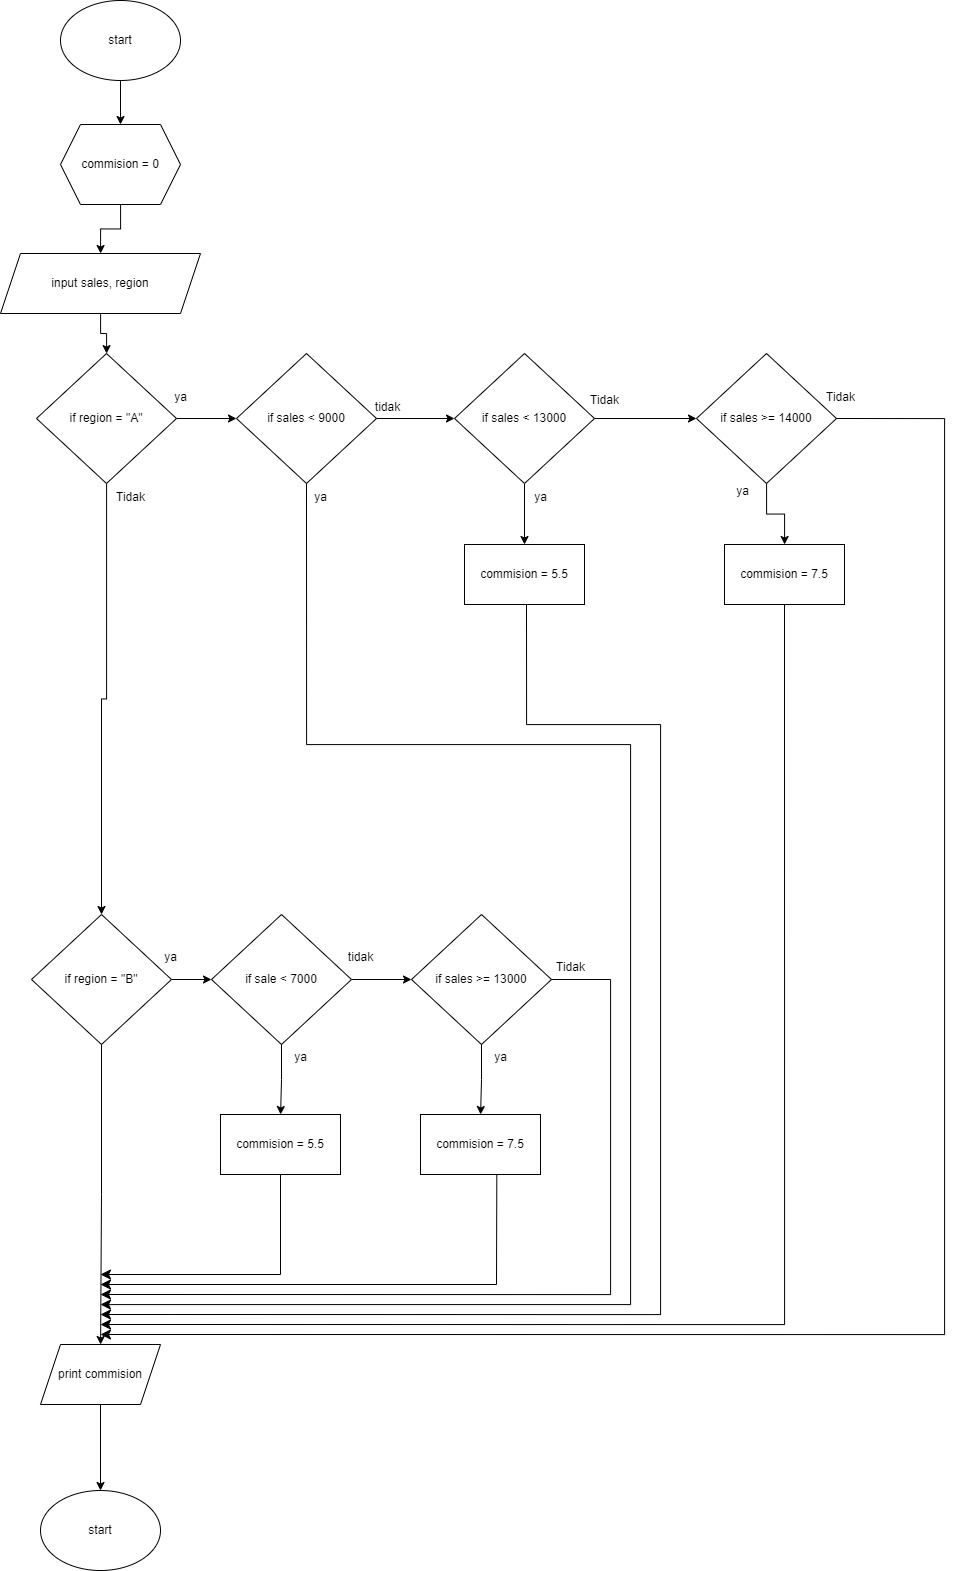 start
commision = 0
input sales, region
if region = "A"
ya
Tidak
if sales < 9000
tidak
ya
if sales < 13000
Tidak
ya
if sales >= 14000
Tidak
ya
commision = 5.5
commision = 7.5
if region = "B"
ya
if sale < 7000
tidak
ya
if sales >= 13000
Tidak
ya
commision = 5.5
commision = 7.5
print commision
start